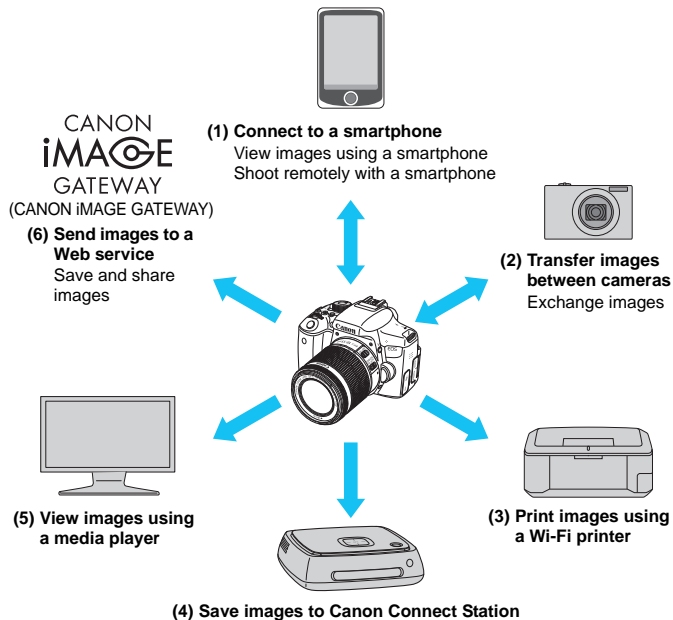 (1) Connect to a smartphone
View images using a smartphone
Shoot remotely with a smartphone
CANON
iMAGE
GATEWAY
(CANON iMAGE GATEWAY)
(6) Send images to a
Web service
Save and share
images
(2) Transfer images
between cameras
Exchange images
Canon
EOS
(5) View images using
a media player
(3) Print images using
a Wi-Fi printer
(4) Save images to Canon Connect Station